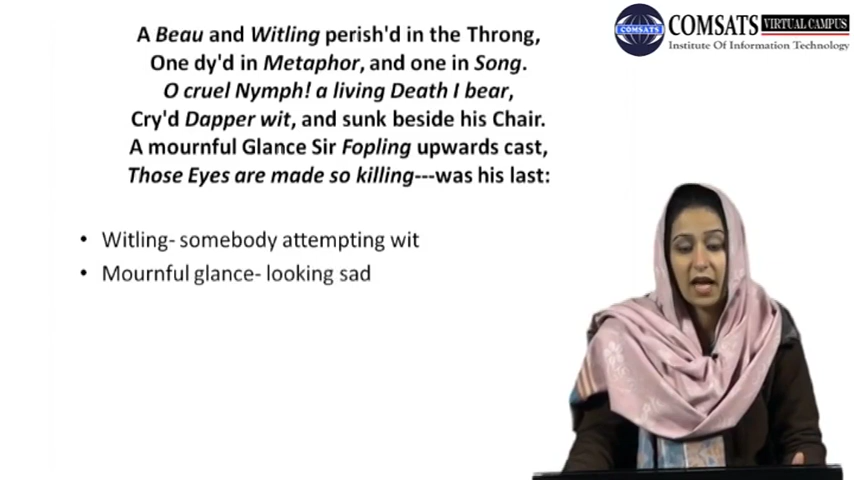 A Beau and Witling perish'd in the Throng,
One dy'd in Metaphor, and one in Song.
O cruel Nymph! a living Death I bear,
Cry'd Dapper wit, and sunk beside his Chair.
A mournful Glance Sir Fopling upwards cast,
Those Eyes are made so killing---was his last:
• Witling- somebody attempting wit
• Mournful glance- looking sad
COMSATS
COMSATS VIRTUAL CAMPUS
Institute Of Information Technology